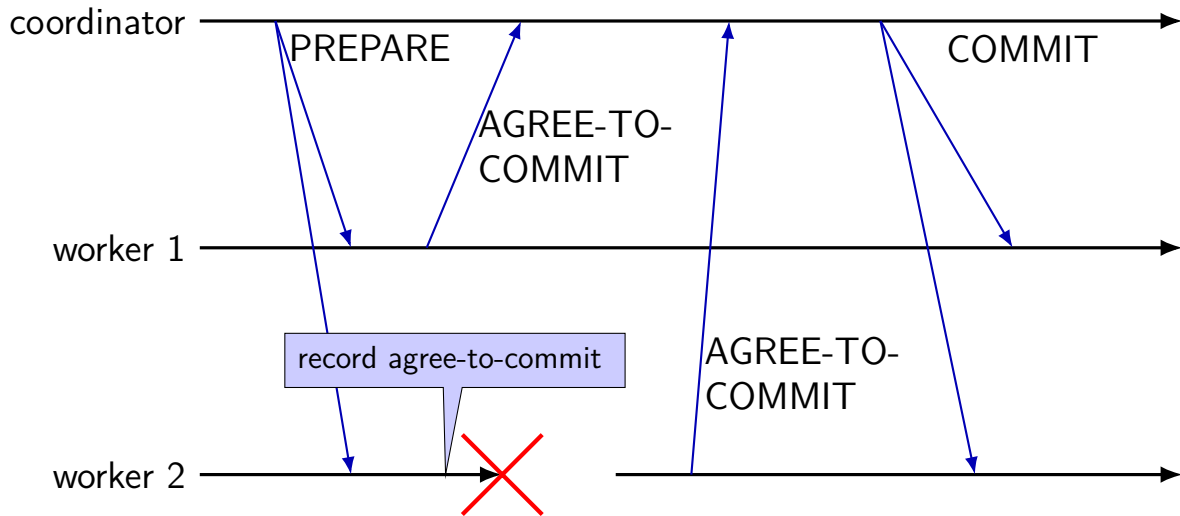 coordinator
PREPARE
COMMIT
AGREE-TO-
COMMIT
worker 1
record agree-to-commit
AGREE-TO-
COMMIT
worker 2